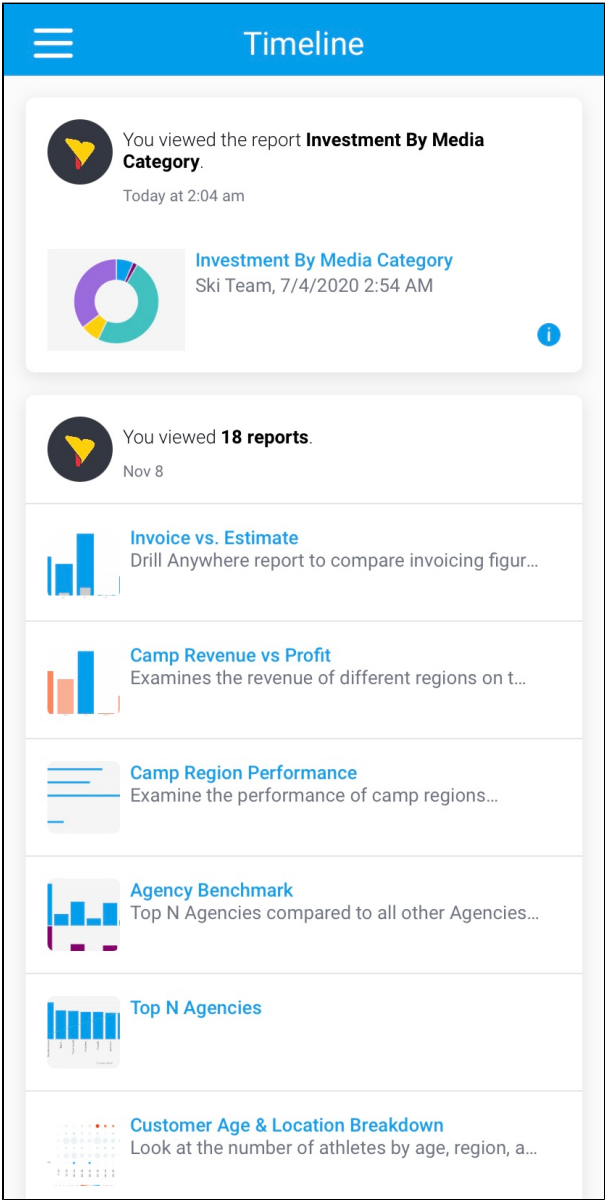 Timeline
You viewed the report Investment By Media
Category.
Today at 2:04 am
Investment By Media Category
Ski Team, 7/4/2020 2:54 AM
You viewed 18 reports.
Nov 8
Invoice vs. Estimate
Drill Anywhere report to compare invoicing figur...
Camp Revenue vs Profit
Examines the revenue of different regions on t...
Camp Region Performance
Examine the performance of camp regions...
Agency Benchmark
Top N Agencies compared to all other Agencies...
Top N Agencies
Customer Age & Location Breakdown
Look at the number of athletes by age, region, a...